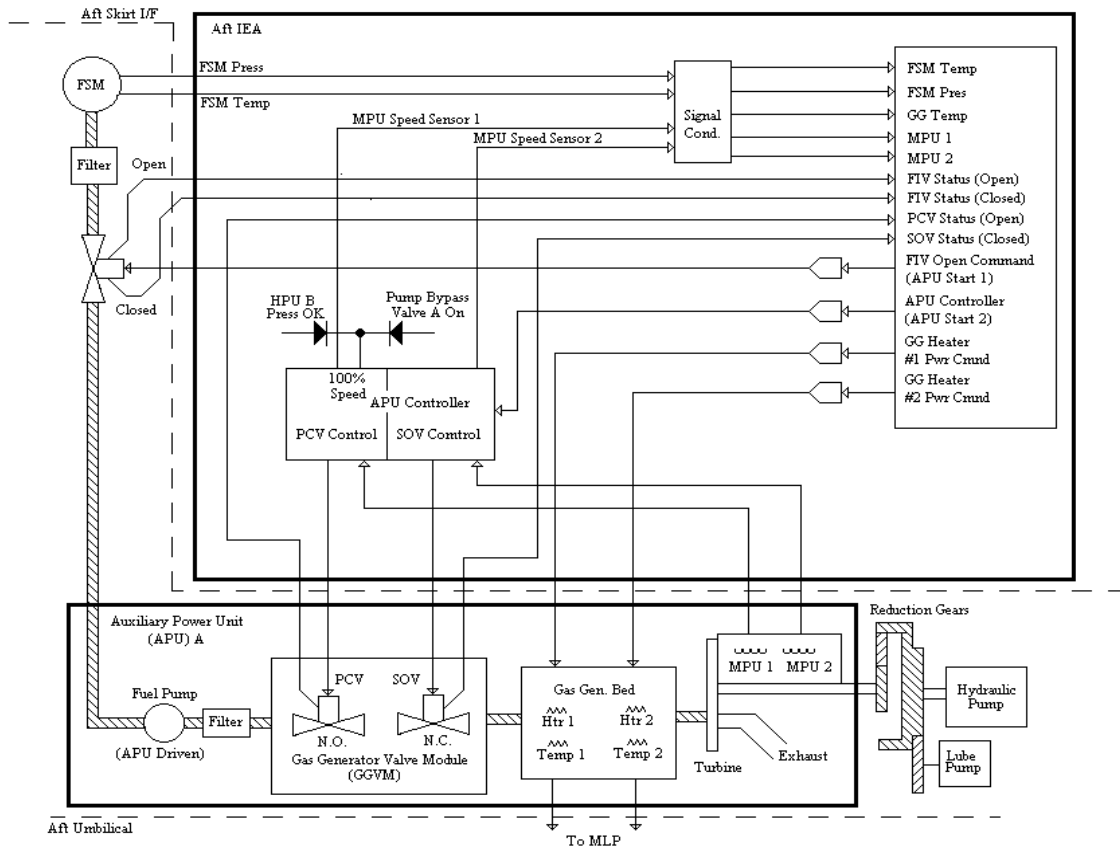 Aft Skirt I/F
Aft IEA
FSM
FSM Press
FSM Temp
MPU Speed Sensor 1
MPU Speed Sensor 2
Signal
Cond.
FSM Temp
FSM Pres
GG Temp
MPU 1
MPU 2
FIV Status (Open)
FIV Status (Closed)
PCV Status (Open)
SOV Status (Closed)
FIV Open Command
(APU Start 1)
APU Controller
(APU Start 2)
GG Heater
#1 Pwr Cmnd
GG Heater
#2 Pwr Cmnd
Filter
Open
Closed
HPU B
Press OK
Pump Bypass
Valve A On
100%
Speed
APU Controller
PCV Control
SOV Comtrol
Auxiliary Power Unit
(APU) A
Reduction Gears
Fuel Pump
(APU Driven)
Filter
PCV
SOV
N.O.
N.C.
Gas Generator Valve Module
(GGVM)
Gas Gen. Bed
Htr 1
Htr 2
Temp 1
Temp 2
MPU 1
MPU 2
Turbine
Exhaust
Hydraulic
Pump
Lube
Pump
Aft Umbilical
To MLP